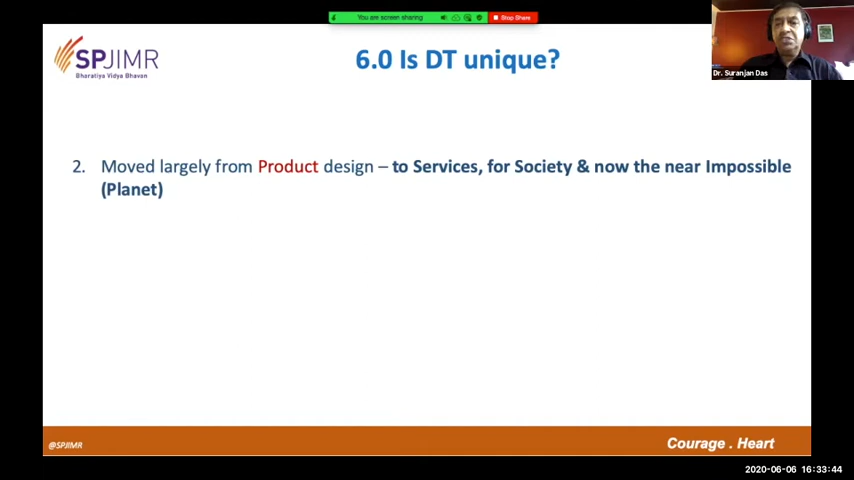 You are screen sharing
Stop Share
SPJIMR
Bharatiya Vidya Bhavan
6.0 Is DT unique?
Dr. Suranjan Das
2. Moved largely from Product design – to Services, for Society & now the near Impossible
(Planet)
@SPJIMR
Courage . Heart
2020-06-06 16:33:44